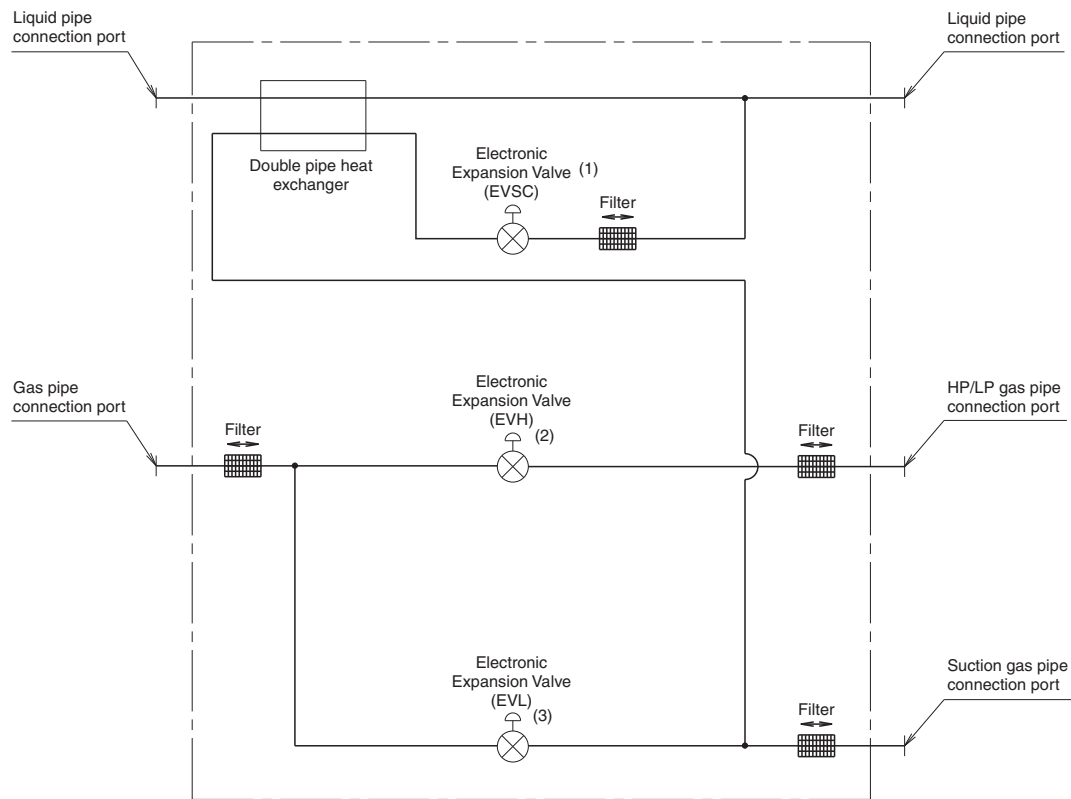 Liquid pipe
connection port
Liquid pipe
connection port
Double pipe heat
exchanger
Electronic
Expansion Valve (1)
(EVSC)
Filter
Gas pipe
connection port
Filter
Electronic
Expansion Valve
(EVH)
(2)
Filter
HP/LP gas pipe
connection port
Electronic
Expansion Valve
(EVL)
(3)
Filter
Suction gas pipe
connection port